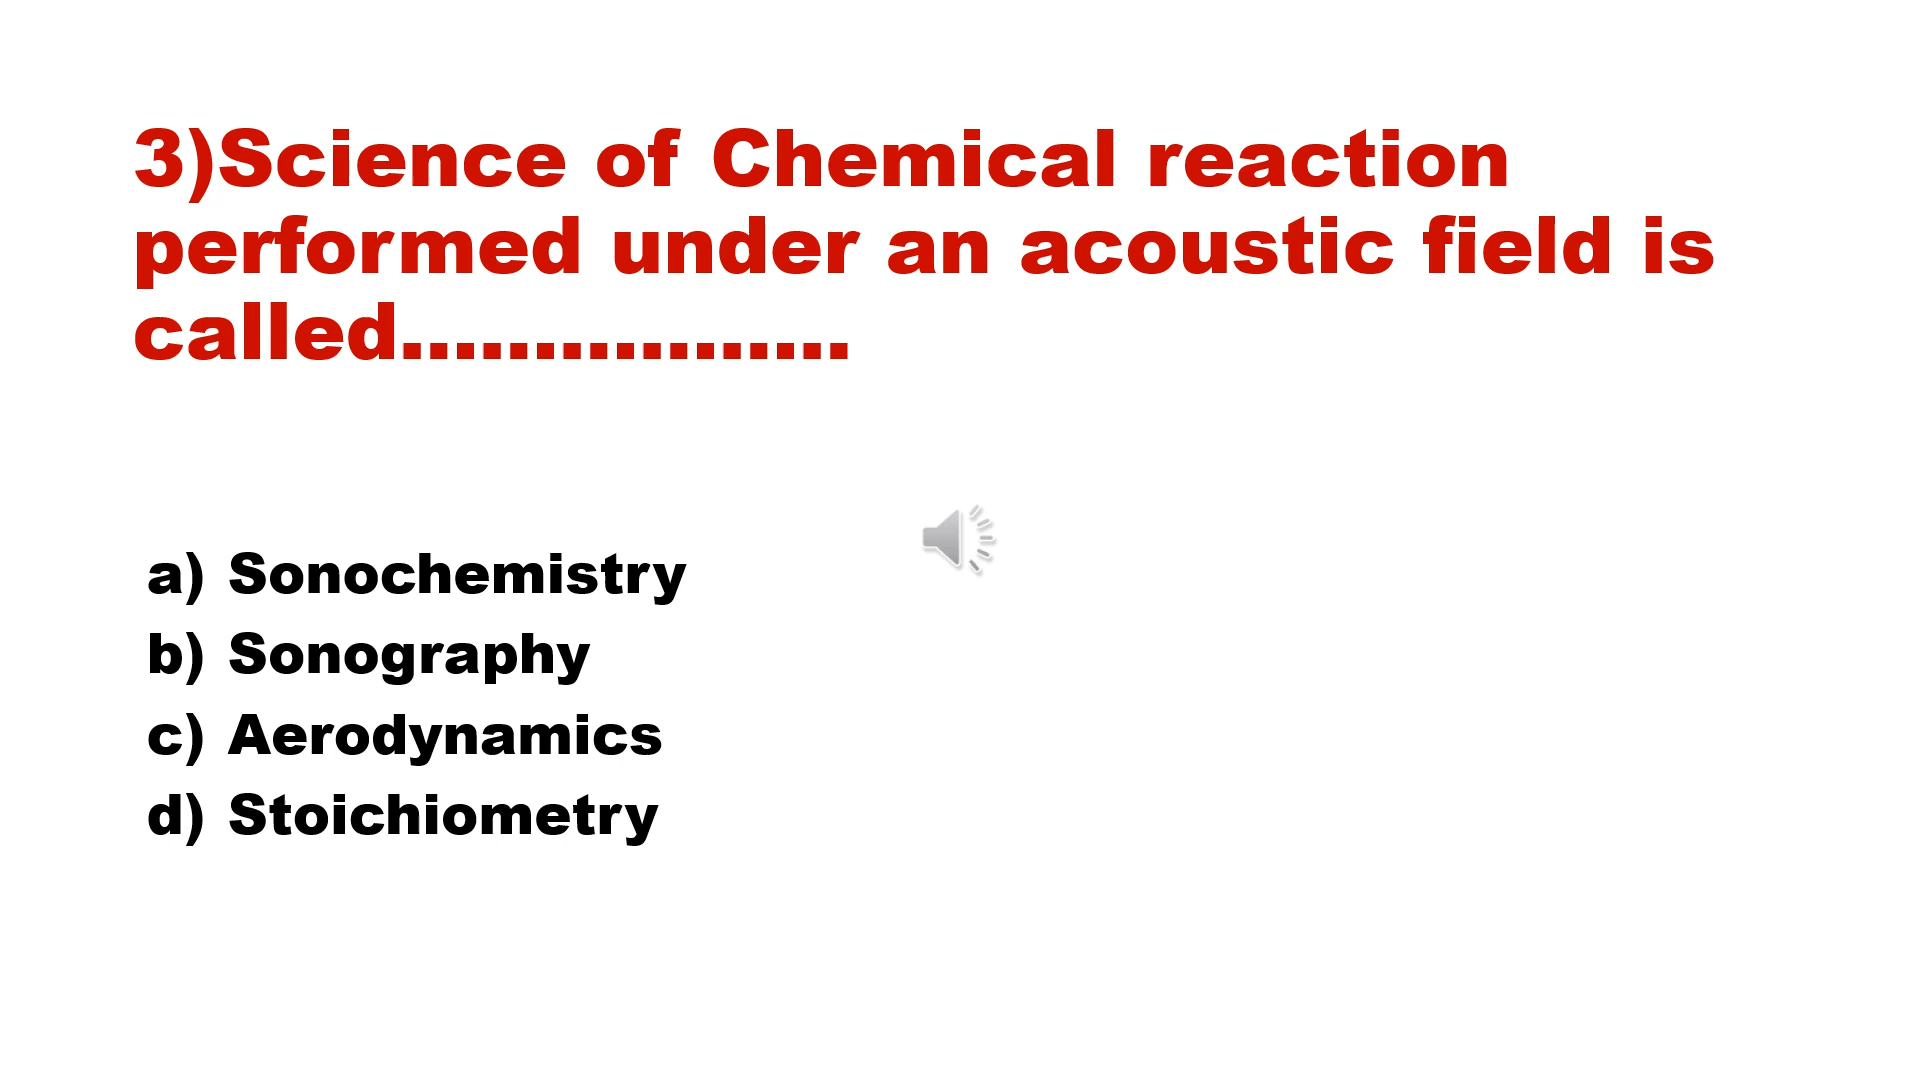 3)Science of Chemical reaction
performed under an acoustic field is
called.................
a) Sonochemistry
b) Sonography
c) Aerodynamics
d) Stoichiometry